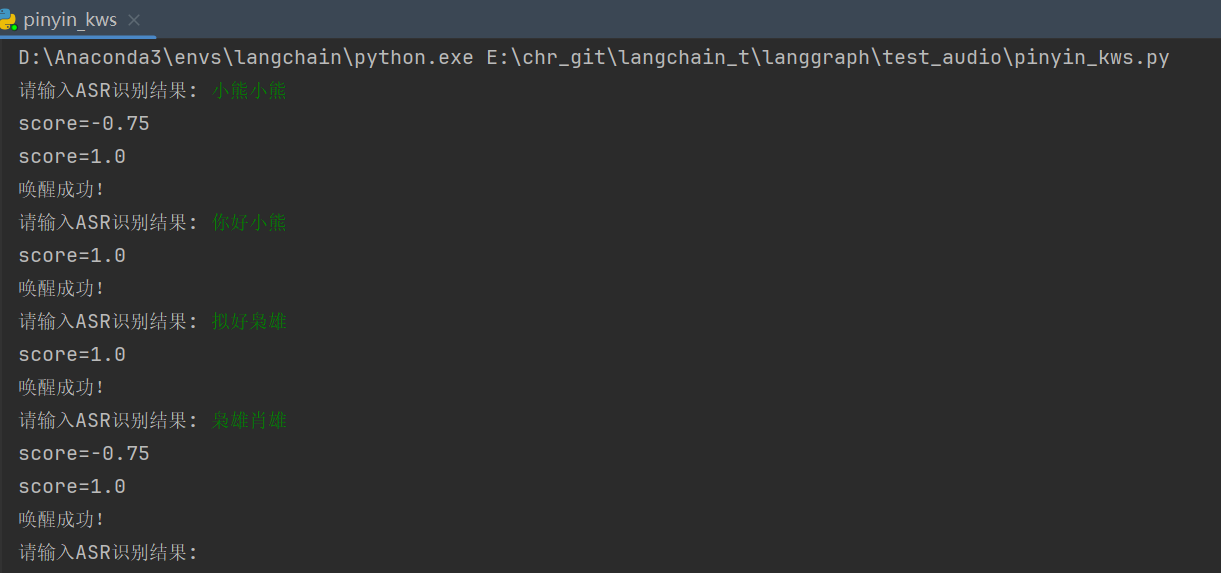 pinyin_kws
D:\Anaconda3\envs\langchain\python.exe E:\chr_git\langchain_t\langgraph\test_audio\pinyin_kws.py
请输入ASR识别结果: 小熊小熊
score=-0.75
score=1.0
唤醒成功!
请输入ASR识别结果: 你好小熊
score=1.0
唤醒成功!
请输入ASR识别结果: 拟好枭雄
score=1.0
唤醒成功!
请输入ASR识别结果: 枭雄肖雄
score=-0.75
score=1.0
唤醒成功!
请输入ASR识别结果: